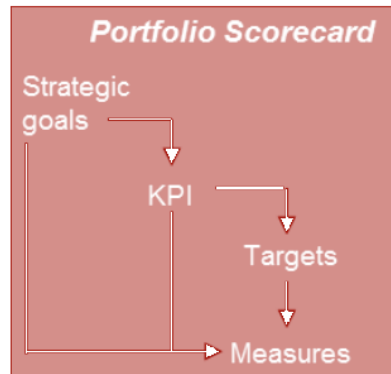 Portfolio Scorecard
Strategic
goals
KPI
Targets
Measures